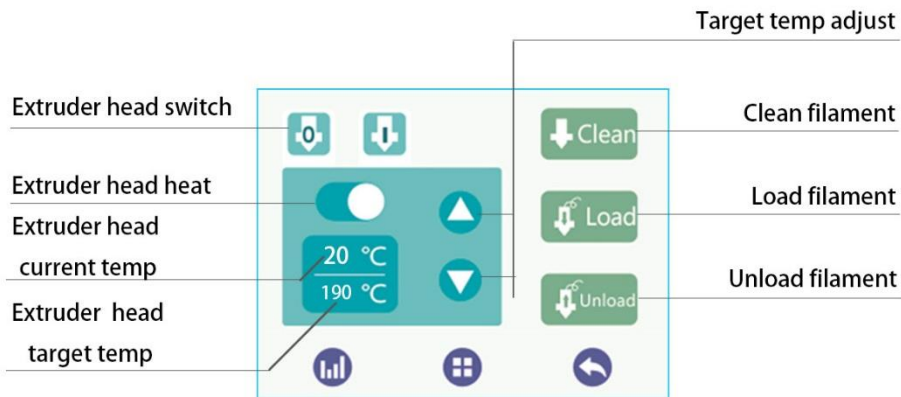 Target temp adjust
Extruder head switch
0
I
Clean
Clean filament
Extruder head heat
Load
Load filament
Extruder head
current temp
20 °C
190 °C
Unload
Unload filament
Extruder head
target temp